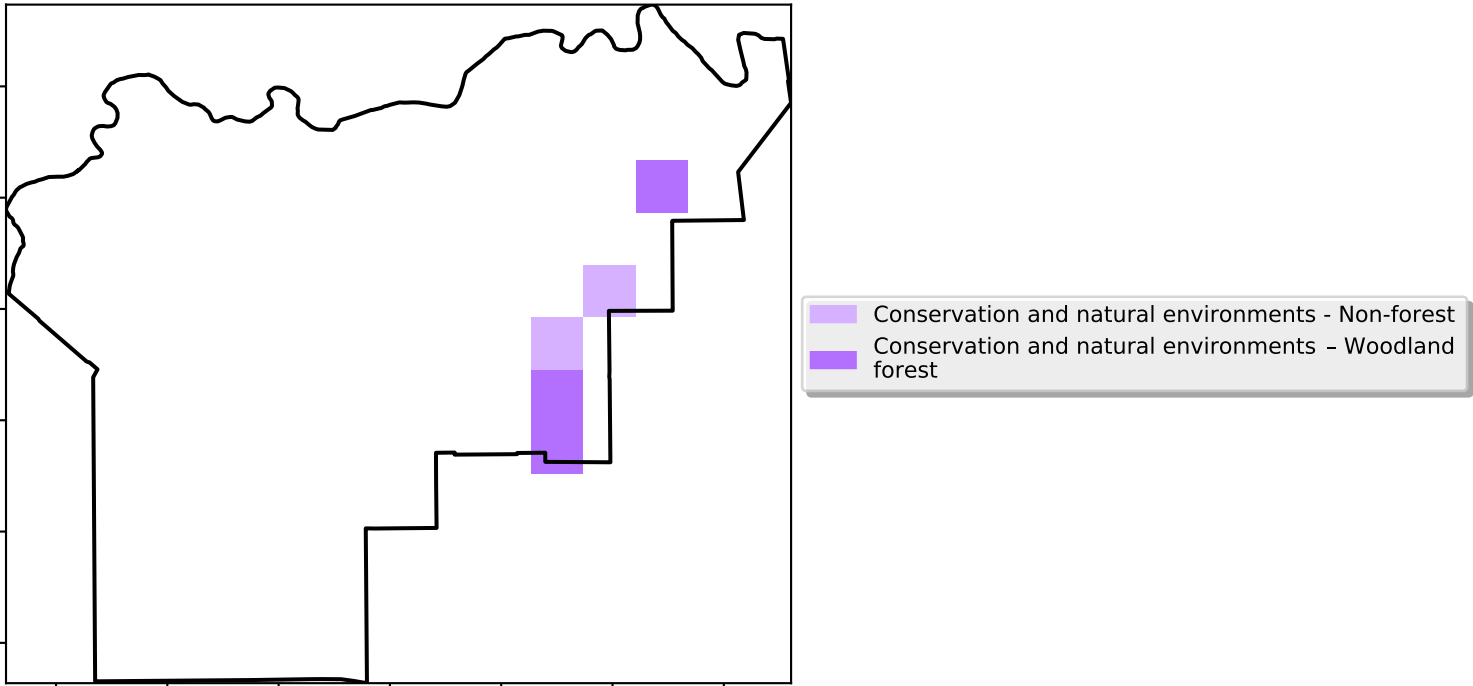 Conservation and natural environments - Non-forest
Conservation and natural environments – Woodland
forest